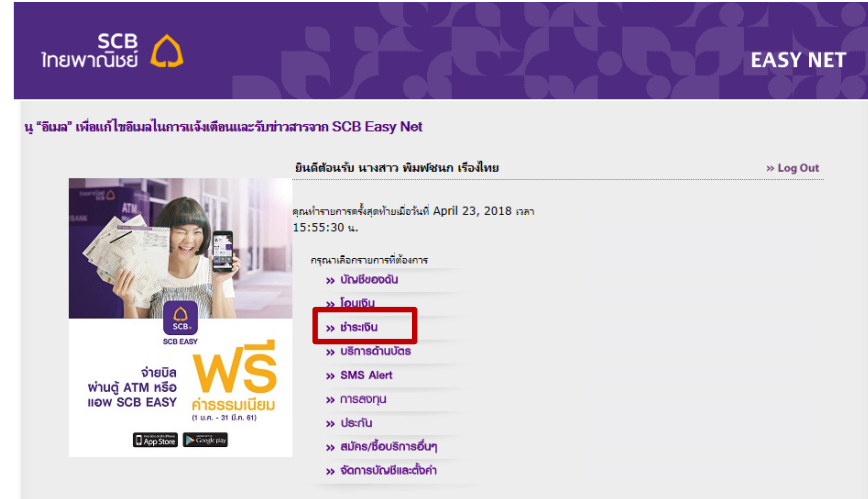 SCB
ไทยพาณิชย์
EASY NET
นู "อีเมล" เพื่อแก้ไขอีเมลในการแจ้งเตือนและรับข่าวสารจาก SCB Easy Net
ยินดีต้อนรับ นางสาว พิมพ์ชนก เรืองไทย
» Log Out
คุณทำรายการครั้งสุดท้ายเมื่อวันที่ April 23, 2018 เวลา
15:55:30 น.
กรุณาเลือกรายการที่ต้องการ
» บัญชีของฉัน
» โอนเงิน
» ชำระเงิน
» บริการด้านบัตร
» SMS Alert
» การลงทุน
» ประกัน
» สมัคร/ซื้อบริการอื่นๆ
» จัดการบัญชีและตั้งค่า
ATM
SCB
SCB EASY
จ่ายบิล
ผ่านตู้ ATM หรือ
แอพ SCB EASY
ฟรี
ค่าธรรมเนียม
(1 ม.ค. - 31 มี.ค. 61)
App Store
Google play